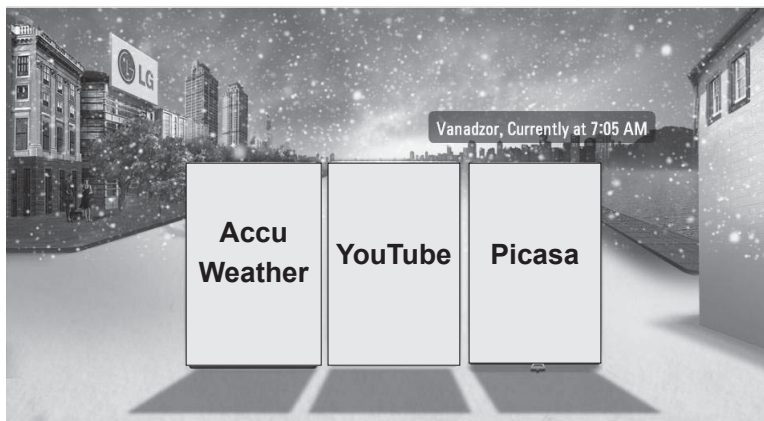 LG
Vanadzor, Currently at 7:05 AM
Accu
Weather
YouTube
Picasa